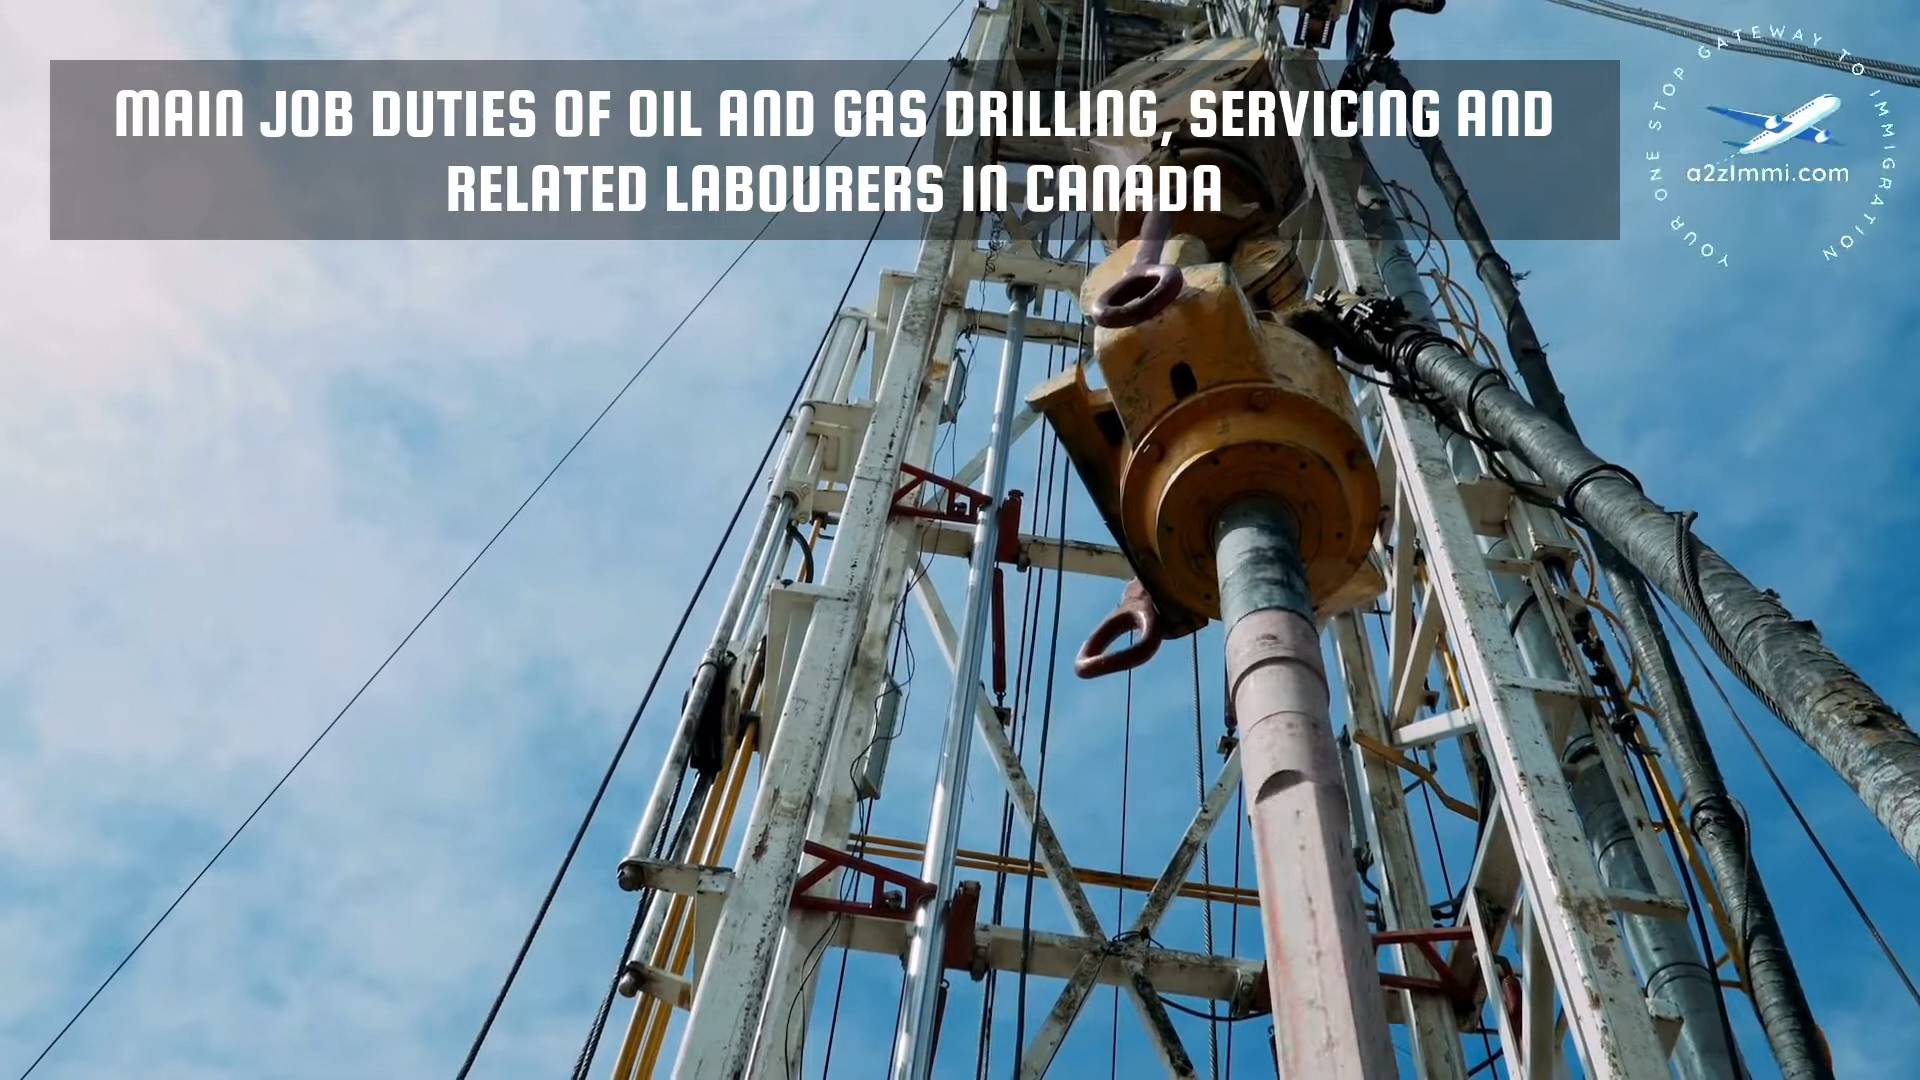 MAIN JOB DUTIES OF OIL AND GAS DRILLING, SERVICING AND
RELATED LABOURERS IN CANADA
YOUR ONE STOP GATEWAY TO IMMIGRATION
a2zImmi.com